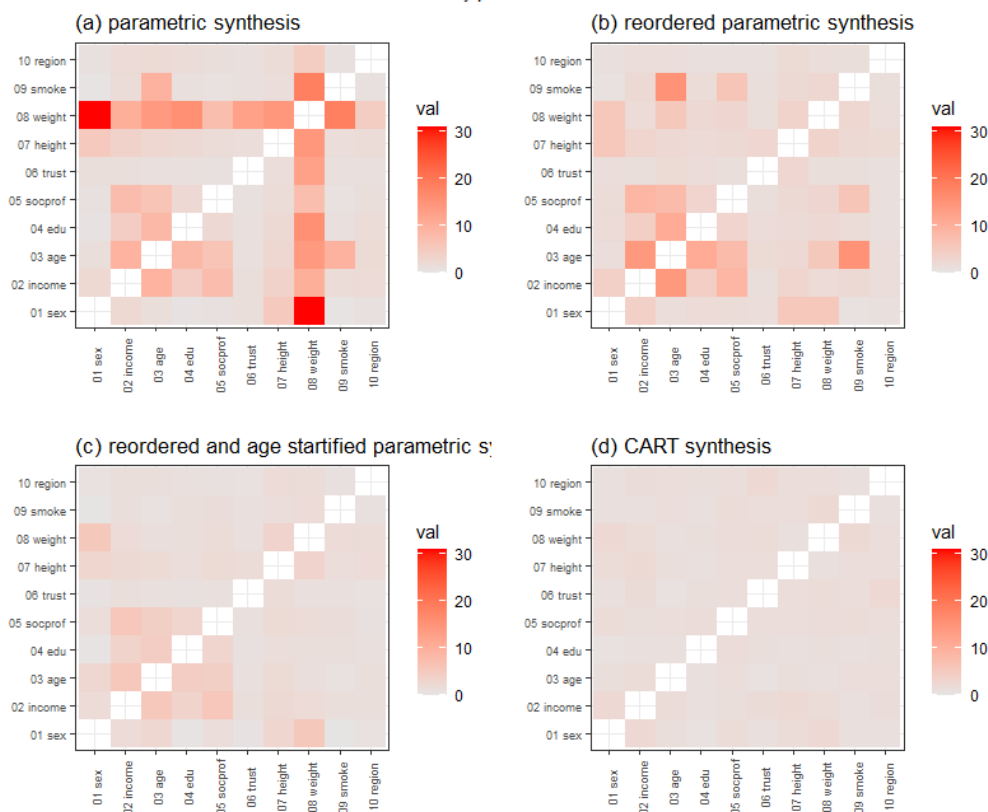 (a) parametric synthesis
10 region
09 smoke
08 weight
07 height
06 trust
05 socprof
04 edu
03 age
02 income
01 sex
01 sex
02 income
03 age
04 edu
05 socprof
06 trust
07 height
08 weight
09 smoke
10 region
val
30
20
10
0
(b) reordered parametric synthesis
10 region
09 smoke
08 weight
07 height
06 trust
05 socprof
04 edu
03 age
02 income
01 sex
01 sex
02 income
03 age
04 edu
05 socprof
06 trust
07 height
08 weight
09 smoke
10 region
val
30
20
10
0
(c) reordered and age startified parametric s
10 region
09 smoke
08 weight
07 height
06 trust
05 socprof
04 edu
03 age
02 income
01 sex
01 sex
02 income
03 age
04 edu
05 socprof
06 trust
07 height
08 weight
09 smoke
10 region
val
30
20
10
0
(d) CART synthesis
10 region
09 smoke
08 weight
07 height
06 trust
05 socprof
04 edu
03 age
02 income
01 sex
01 sex
02 income
03 age
04 edu
05 socprof
06 trust
07 height
08 weight
09 smoke
10 region
val
30
20
10
0